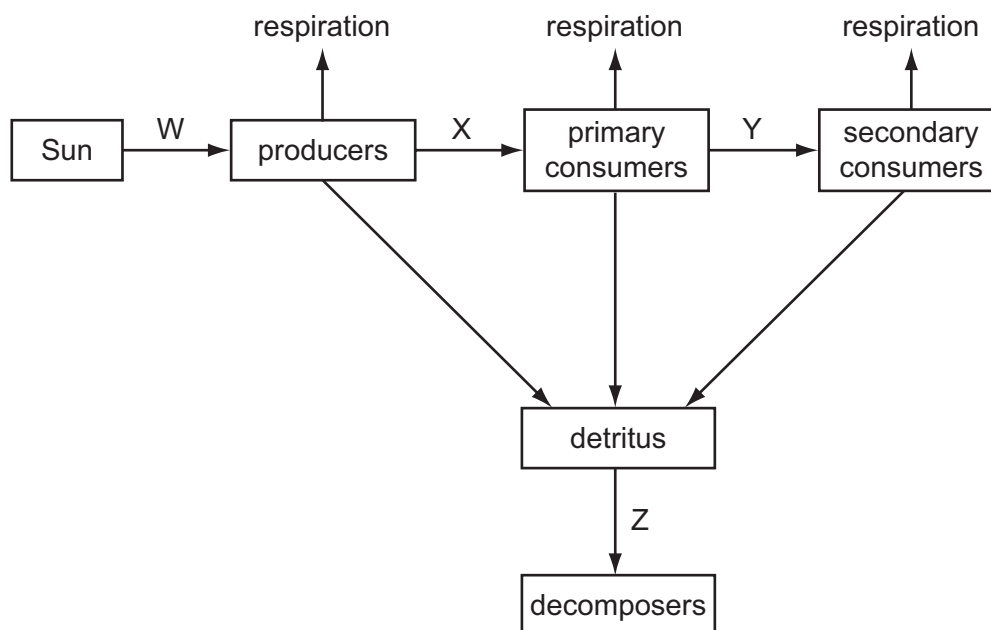 respiration
respiration
respiration
Sun
W
producers
X
primary
consumers
Y
secondary
consumers
detritus
Z
decomposers